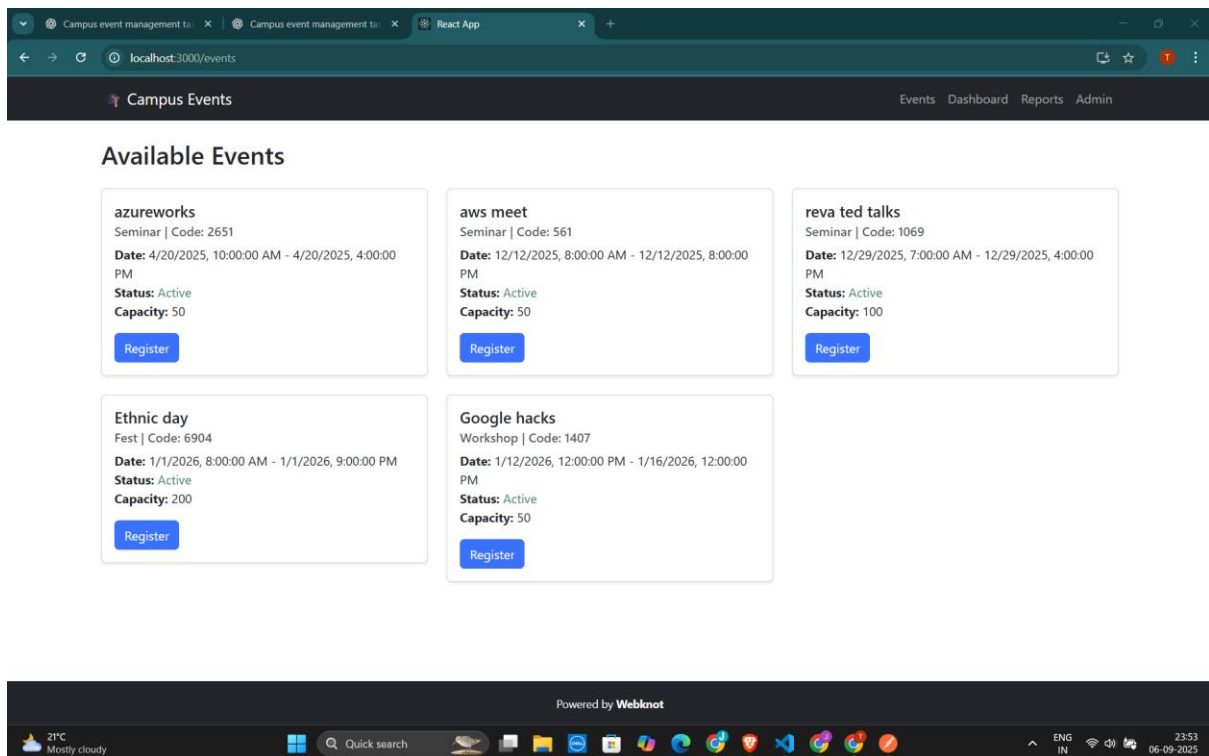 Campus event management ta
Campus event management ta
React App
localhost:3000/events
T
Campus Events
Events Dashboard Reports Admin
Available Events
azureworks
Seminar | Code: 2651
Date: 4/20/2025, 10:00:00 AM - 4/20/2025, 4:00:00
PM
Status: Active
Capacity: 50
Register
aws meet
Seminar | Code: 561
Date: 12/12/2025, 8:00:00 AM - 12/12/2025, 8:00:00
PM
Status: Active
Capacity: 50
Register
reva ted talks
Seminar | Code: 1069
Date: 12/29/2025, 7:00:00 AM - 12/29/2025, 4:00:00
PM
Status: Active
Capacity: 100
Register
Ethnic day
Fest | Code: 6904
Date: 1/1/2026, 8:00:00 AM - 1/1/2026, 9:00:00 PM
Status: Active
Capacity: 200
Register
Google hacks
Workshop | Code: 1407
Date: 1/12/2026, 12:00:00 PM - 1/16/2026, 12:00:00
PM
Status: Active
Capacity: 50
Register
Powered by Webknot
21°C
Mostly cloudy
Quick search
ENG
IN
23:53
06-09-2025